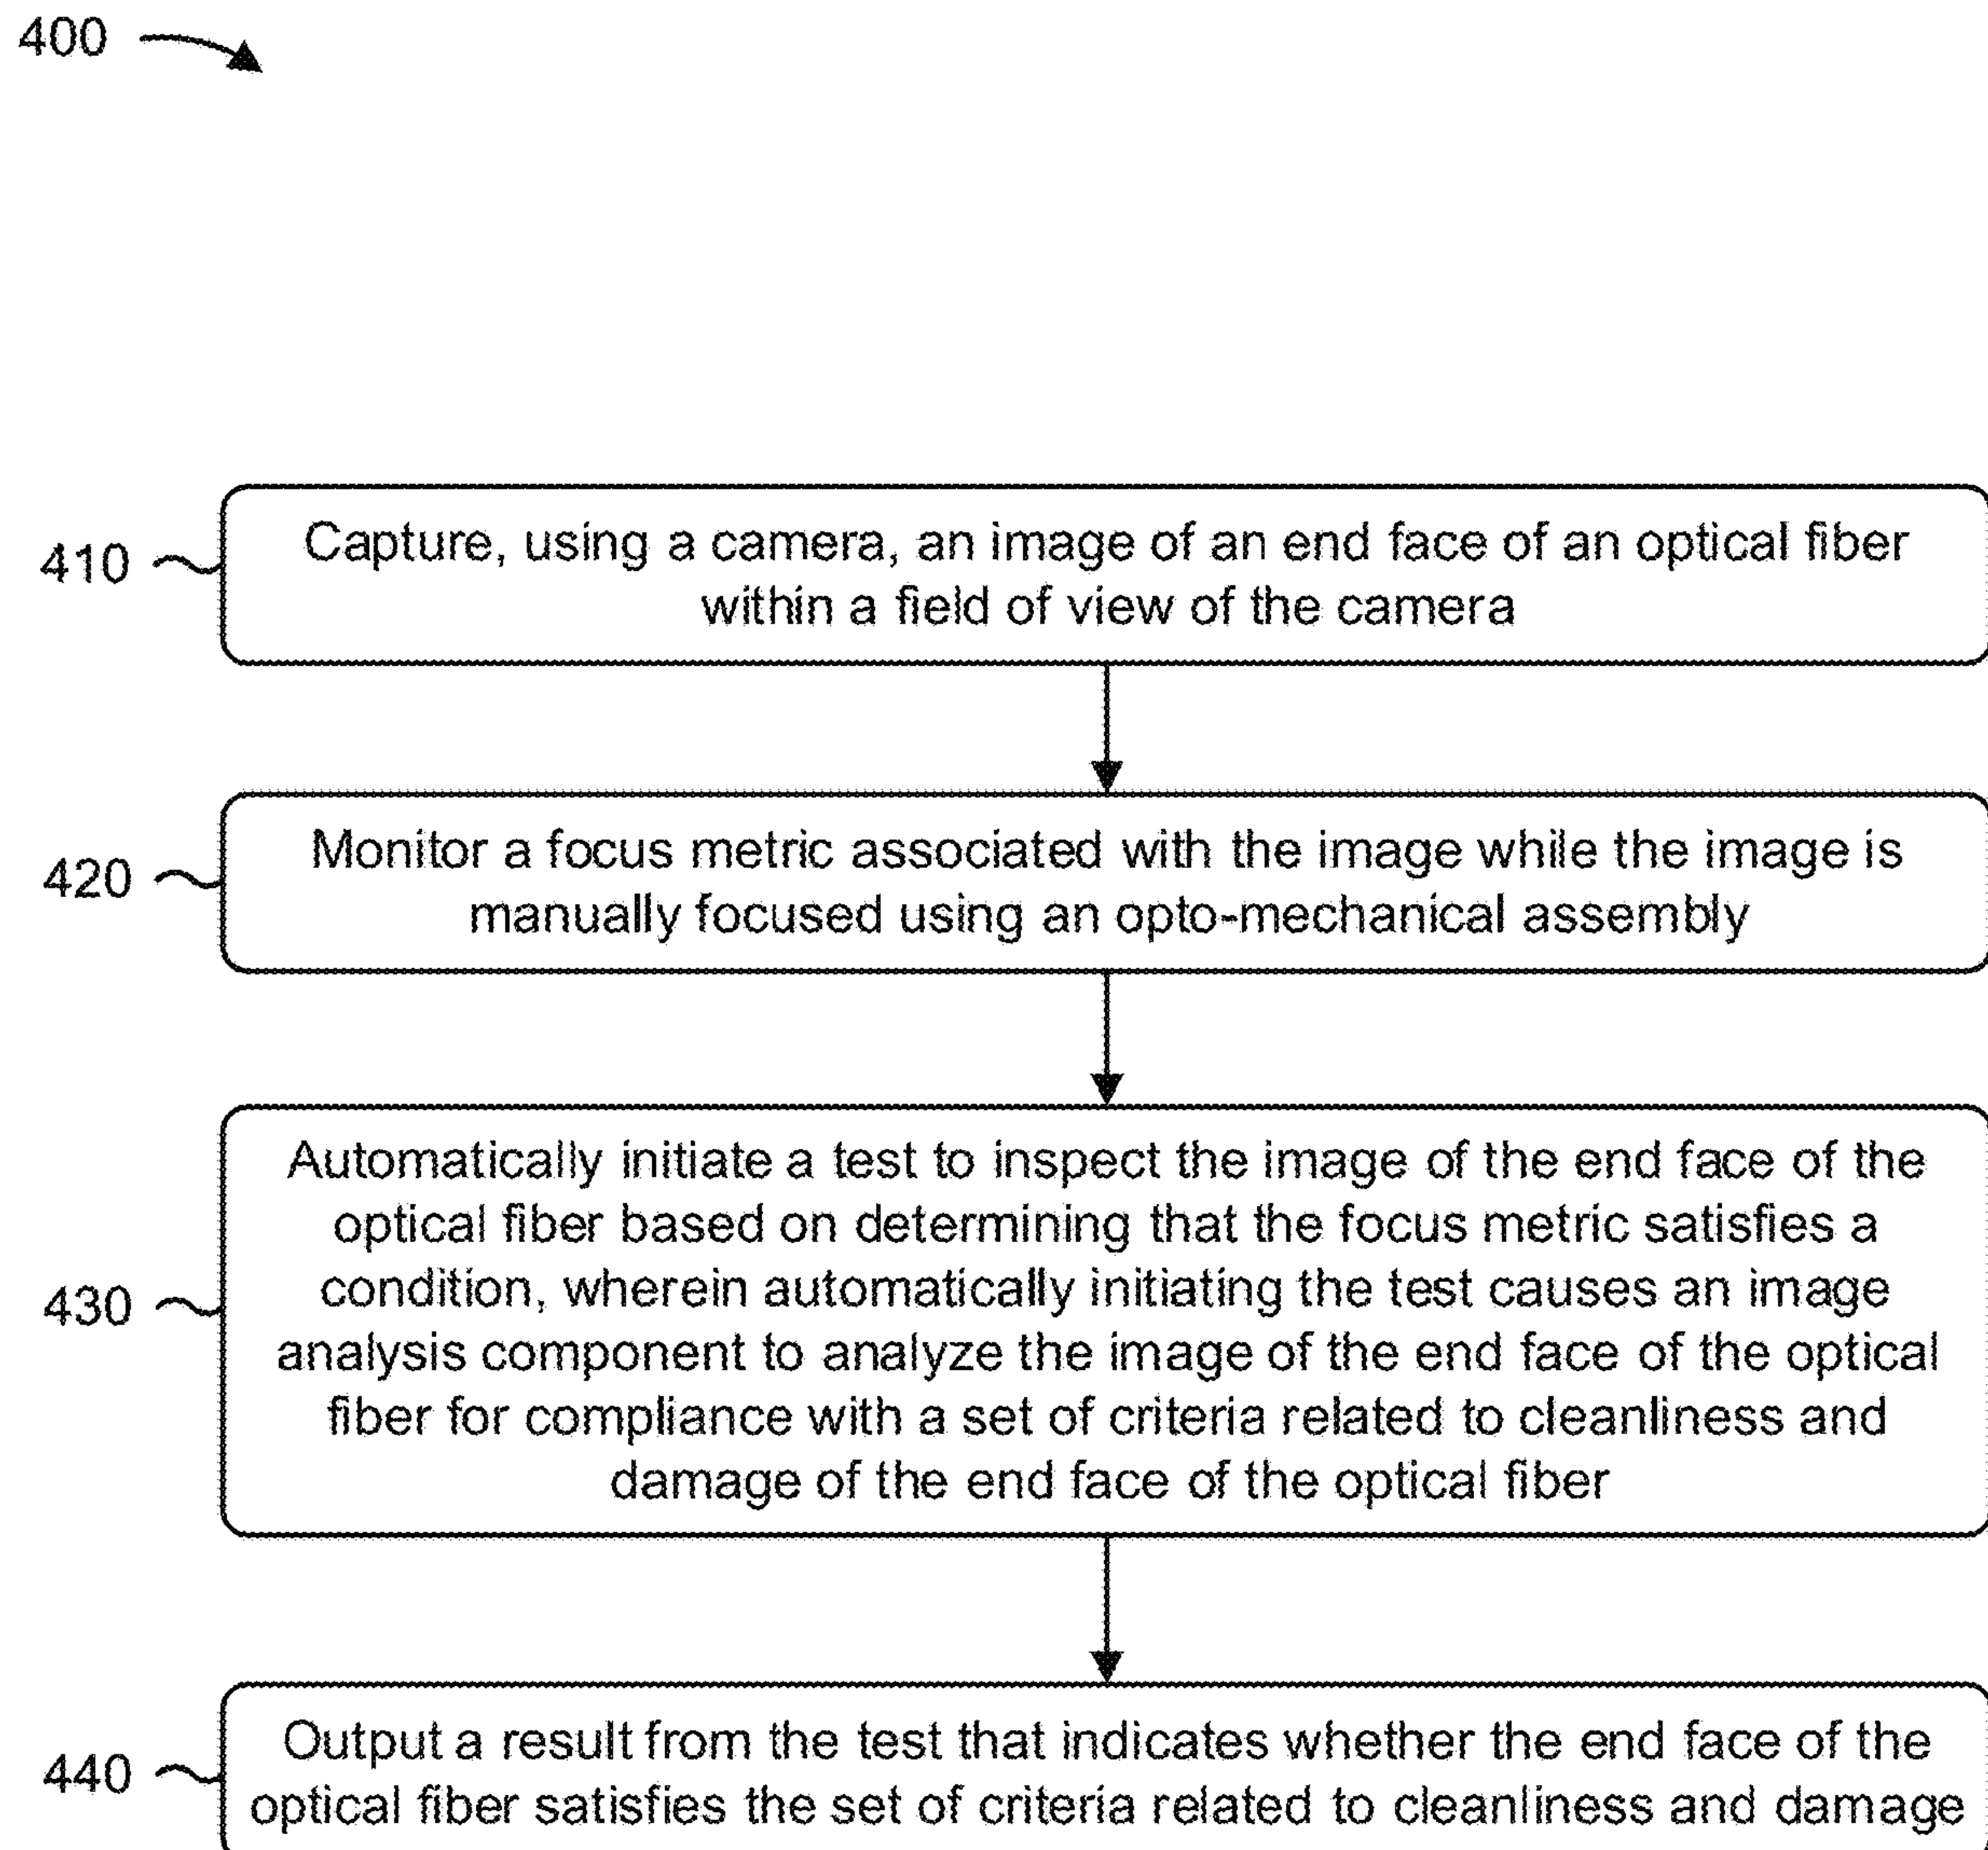 400
410
Capture, using a camera, an image of an end face of an optical fiber
within a field of view of the camera
420
Monitor a focus metric associated with the image while the image is
manually focused using an opto-mechanical assembly
430
Automatically initiate a test to inspect the image of the end face of the
optical fiber based on determining that the focus metric satisfies a
condition, wherein automatically initiating the test causes an image
analysis component to analyze the image of the end face of the optical
fiber for compliance with a set of criteria related to cleanliness and
damage of the end face of the optical fiber
440
Output a result from the test that indicates whether the end face of the
optical fiber satisfies the set of criteria related to cleanliness and damage